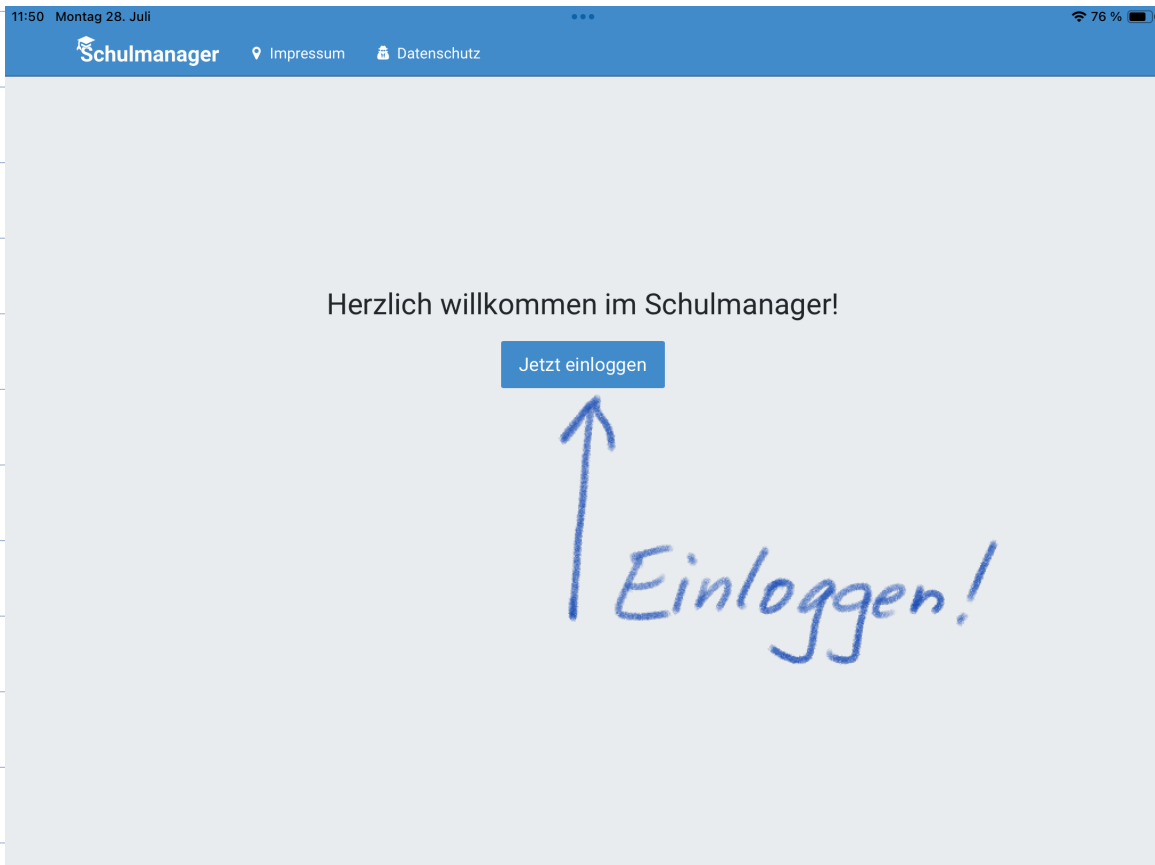 11:50 Montag 28. Juli 76 %
Schulmanager Impressum Datenschutz
Herzlich willkommen im Schulmanager!
Jetzt einloggen
Einloggen!